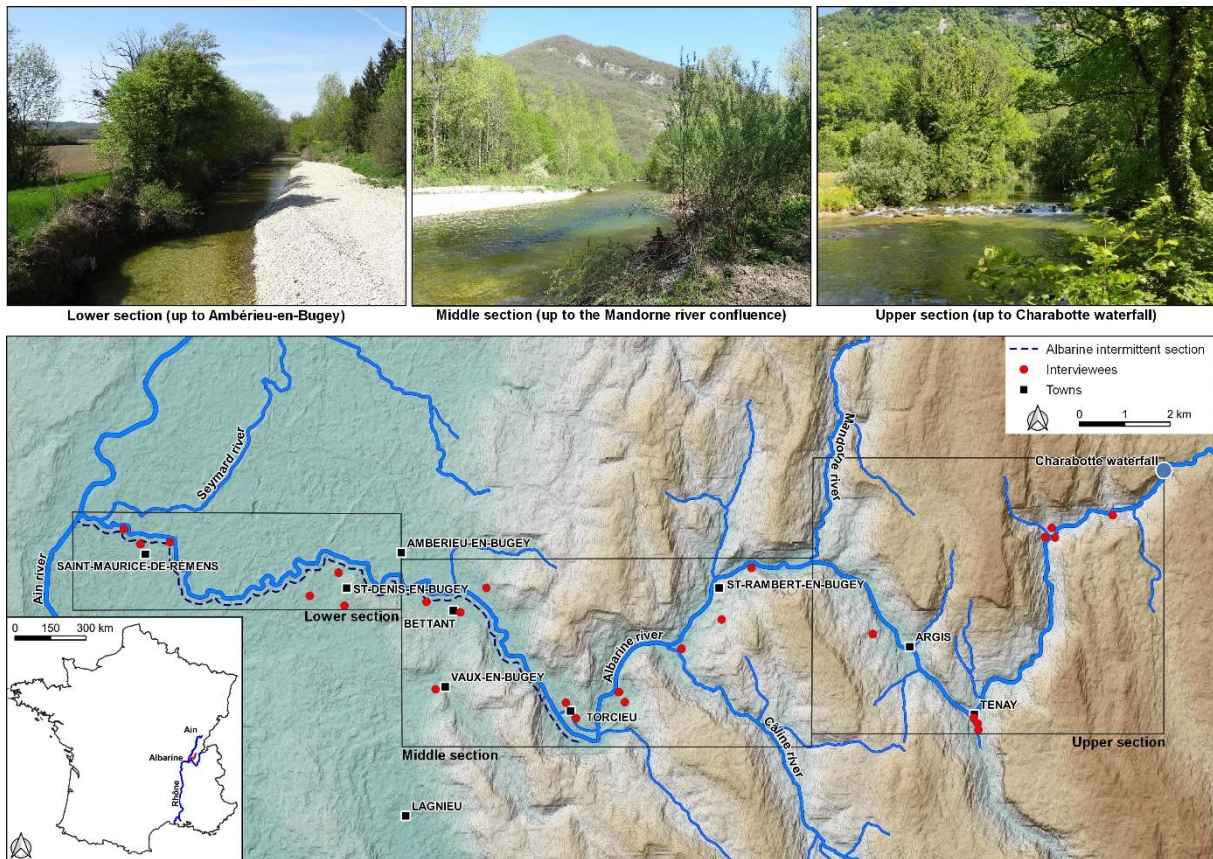 Lower section (up to Ambérieu-en-Bugey)
Middle section (up to the Mandorne river confluence)
Upper section (up to Charabotte waterfall)
Albarine intermittent section
Interviewees
Towns
0 1 2 km
Charabotte waterfall
Mandorne river
Seymard river
Ain river
SAINT-MAURICE-DE-REMENS
AMBERIEU-EN-BUGEY
ST-DENIS-EN-BUGEY
Lower section
BETTANT
ST-RAMBERT-EN-BUGEY
Albarine river
ARGIS
VAUX-EN-BUGEY
TORCIEU
TENAY
Câline river
Middle section
Upper section
LAGNIEU
0 150 300 km
Ain
Albarine
Rhône